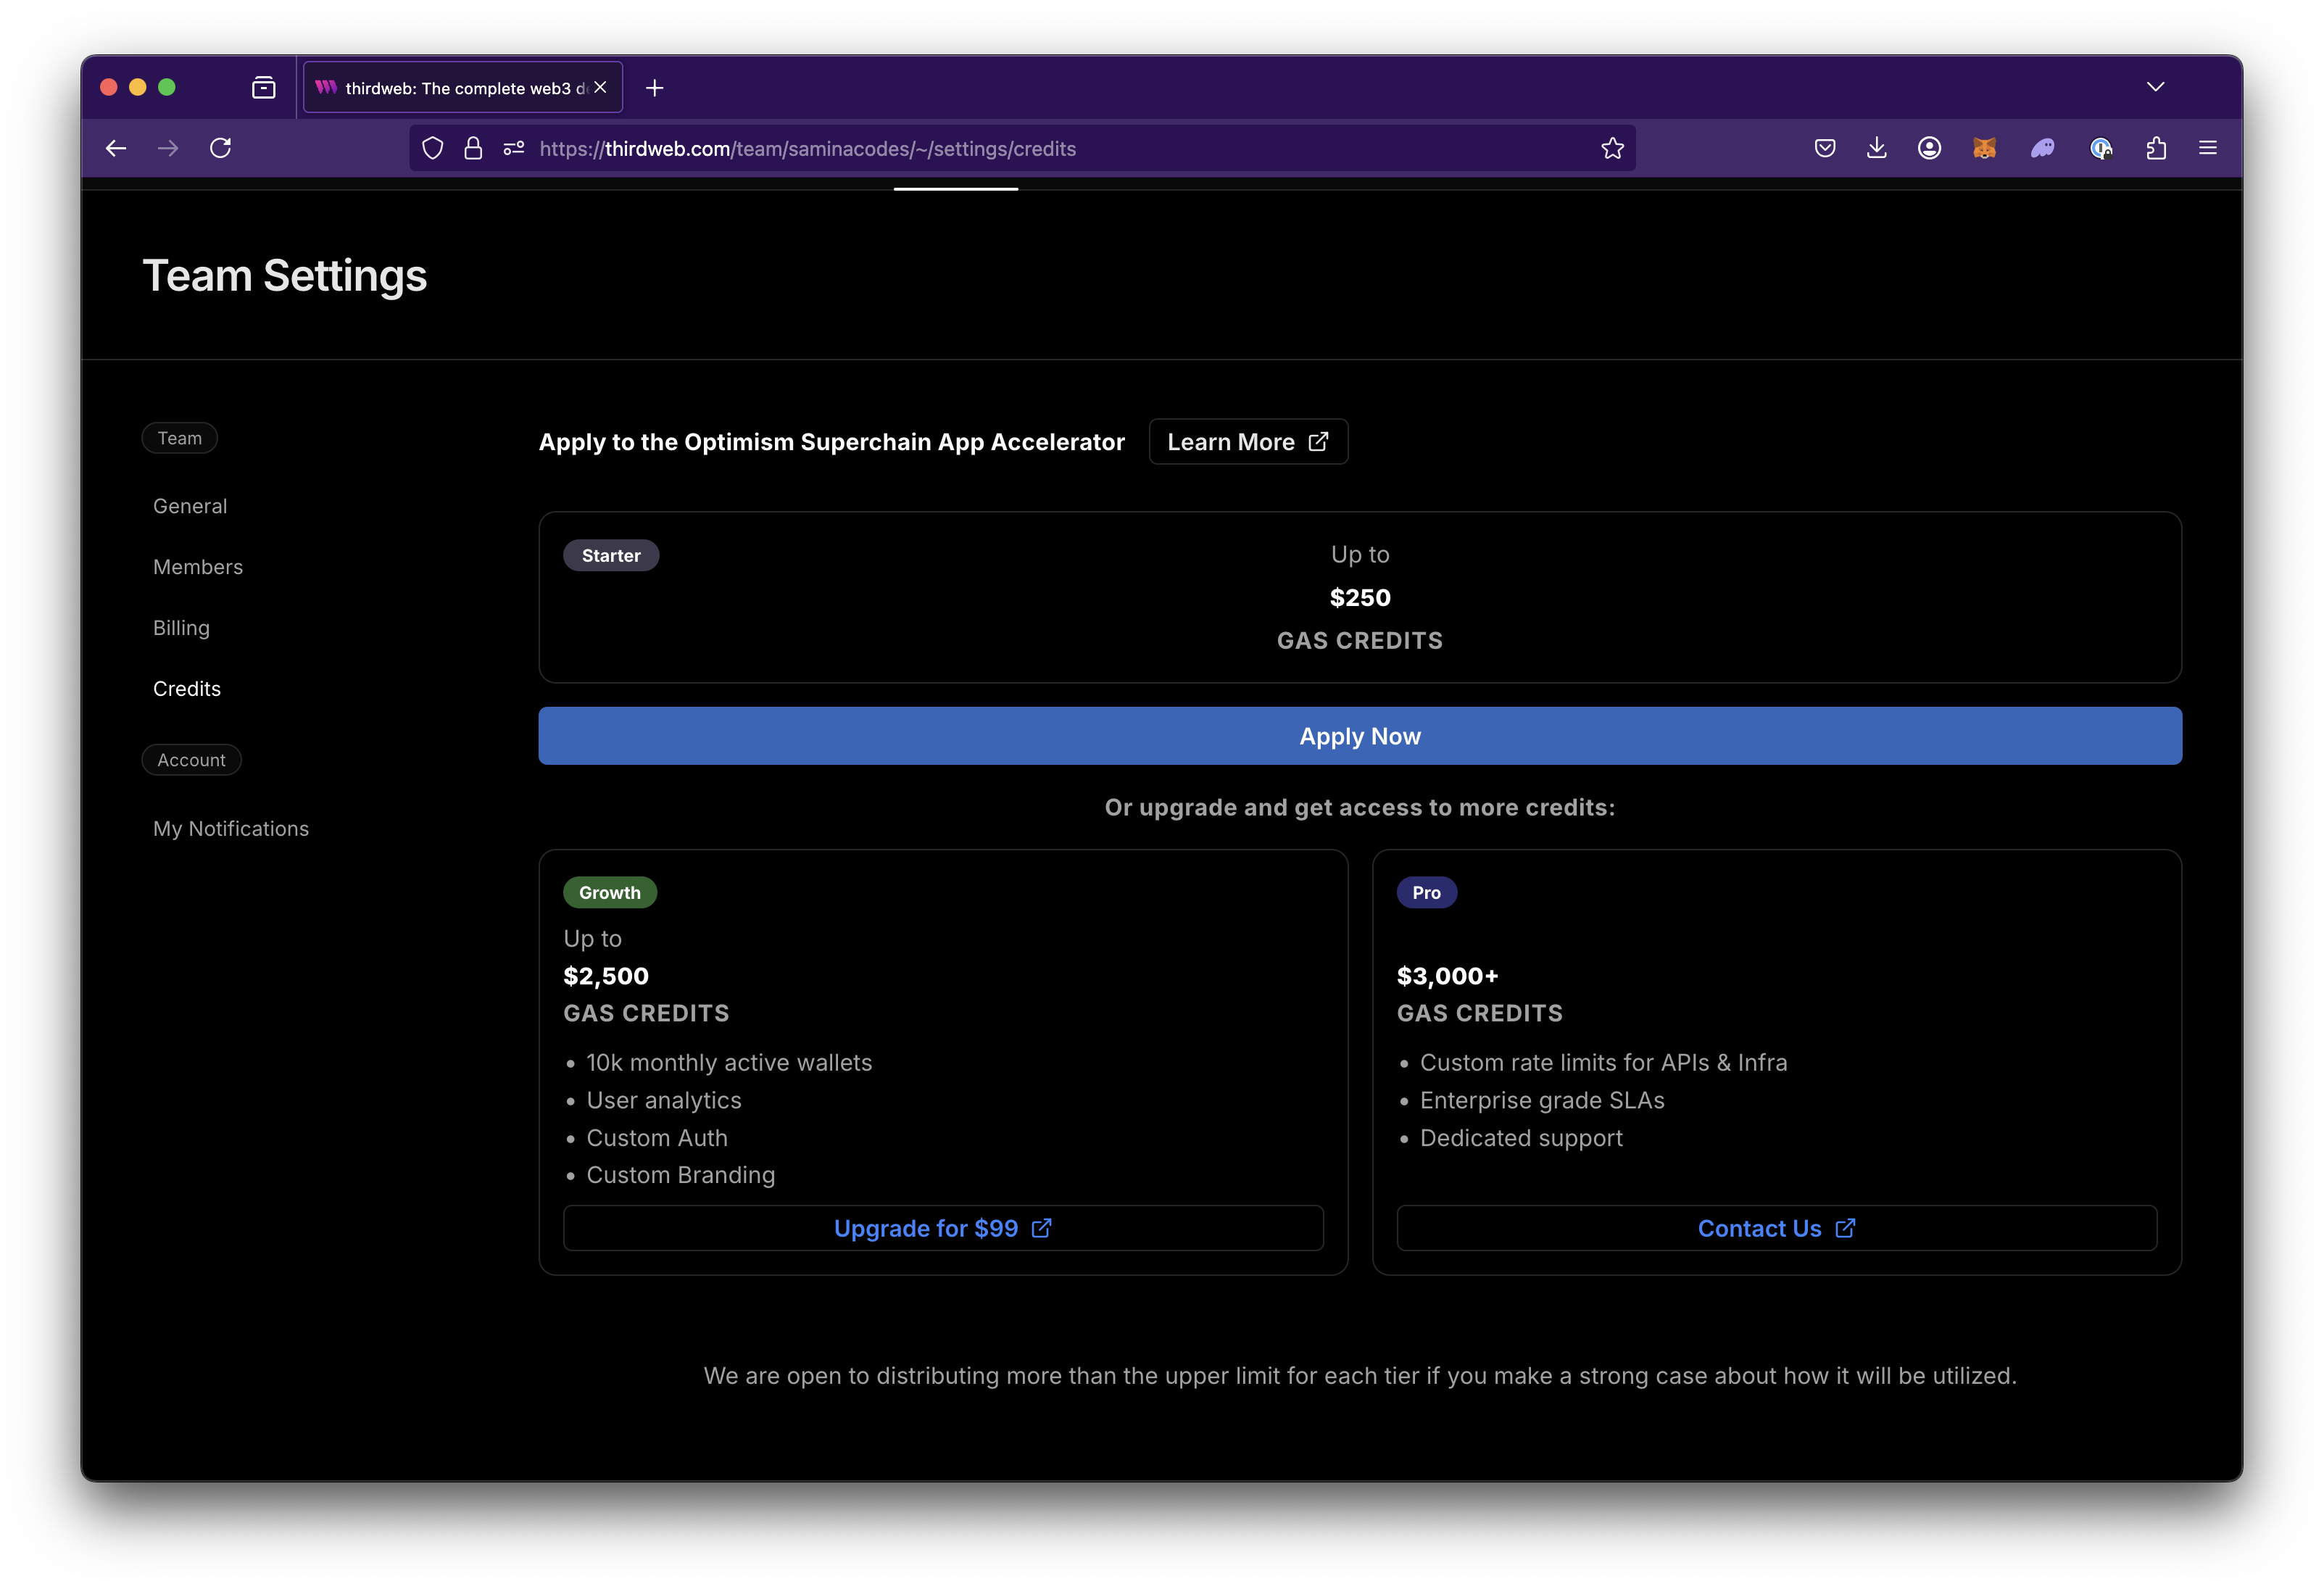 thirdweb: The complete web3 d
https://thirdweb.com/team/saminacodes/~/settings/credits
Team Settings
Team
General
Members
Billing
Credits
Account
My Notifications
Apply to the Optimism Superchain App Accelerator
Learn More
Starter
Up to
$250
GAS CREDITS
Apply Now
Or upgrade and get access to more credits:
Growth
Up to
$2,500
GAS CREDITS
• 10k monthly active wallets
• User analytics
• Custom Auth
• Custom Branding
Upgrade for $99
Pro
$3,000+
GAS CREDITS
• Custom rate limits for APIs & Infra
• Enterprise grade SLAs
• Dedicated support
Contact Us
We are open to distributing more than the upper limit for each tier if you make a strong case about how it will be utilized.